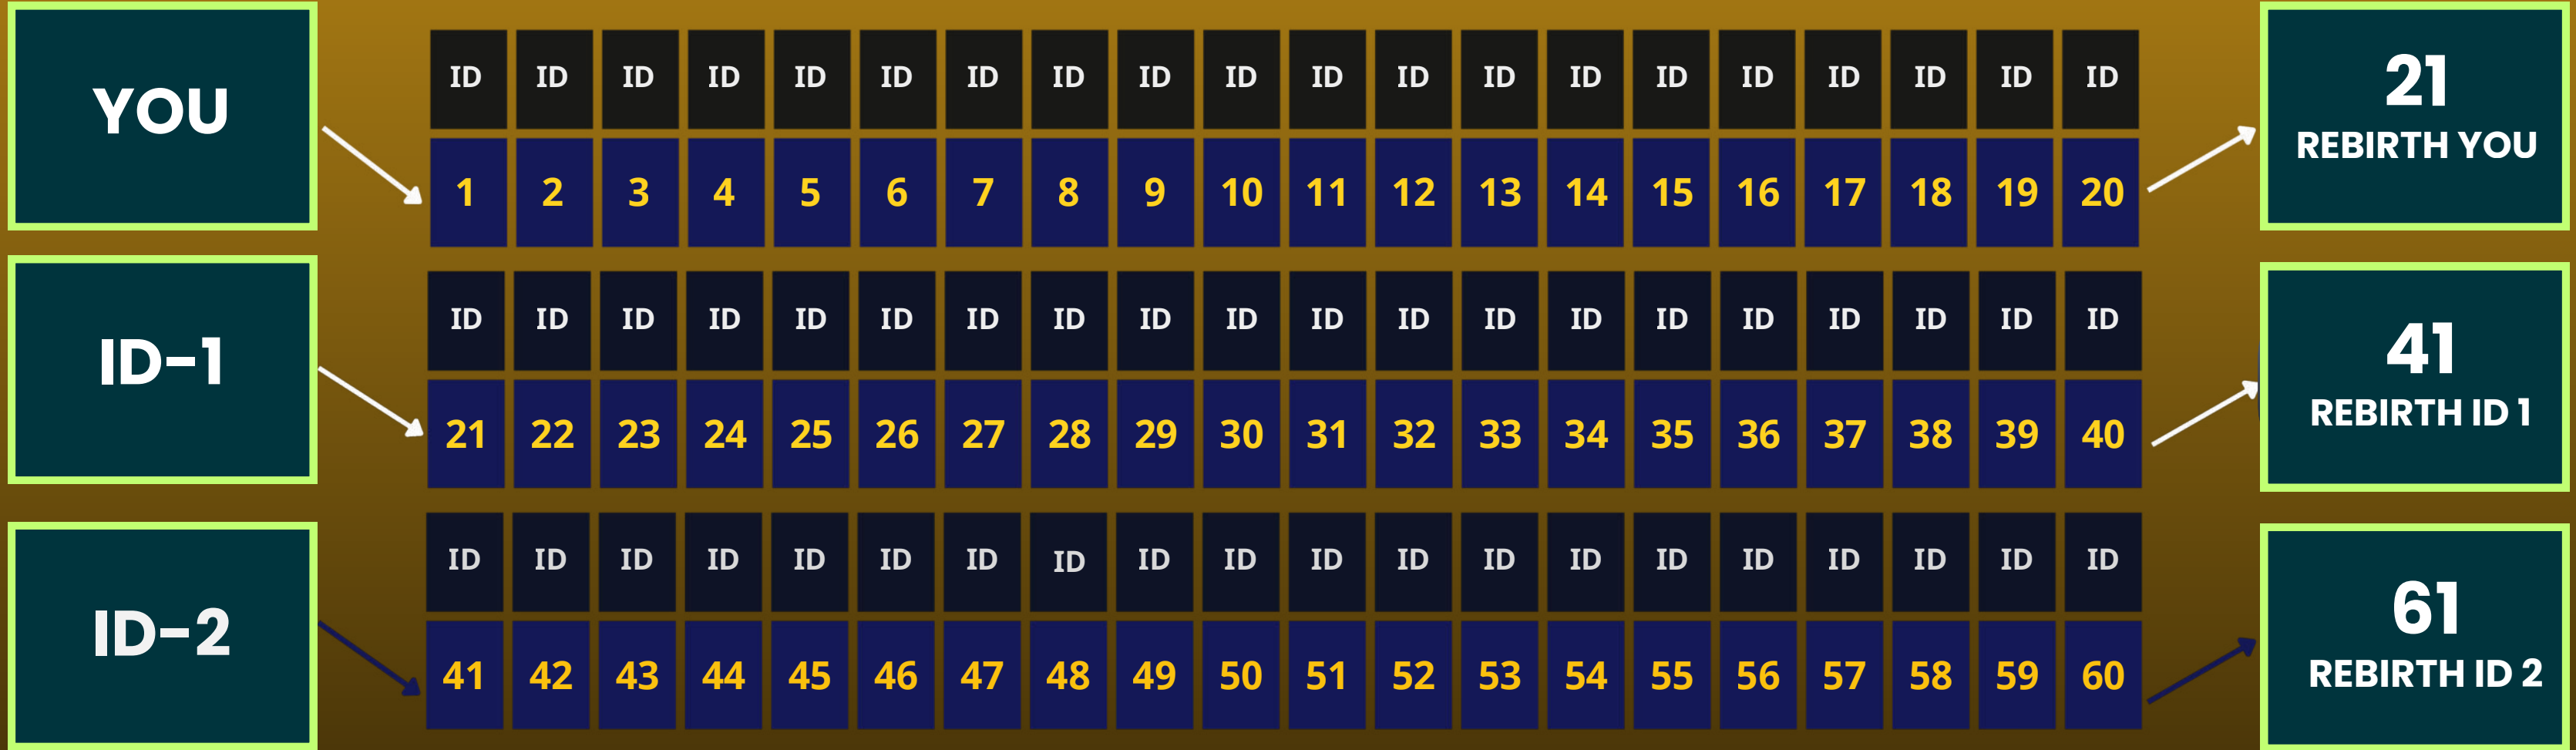 YOU
ID ID ID ID ID ID ID ID ID ID ID ID ID ID ID ID ID ID ID ID
1 2 3 4 5 6 7 8 9 10 11 12 13 14 15 16 17 18 19 20
21
REBIRTH YOU
ID-1
ID ID ID ID ID ID ID ID ID ID ID ID ID ID ID ID ID ID ID ID
21 22 23 24 25 26 27 28 29 30 31 32 33 34 35 36 37 38 39 40
41
REBIRTH ID 1
ID-2
ID ID ID ID ID ID ID ID ID ID ID ID ID ID ID ID ID ID ID ID
41 42 43 44 45 46 47 48 49 50 51 52 53 54 55 56 57 58 59 60
61
REBIRTH ID 2